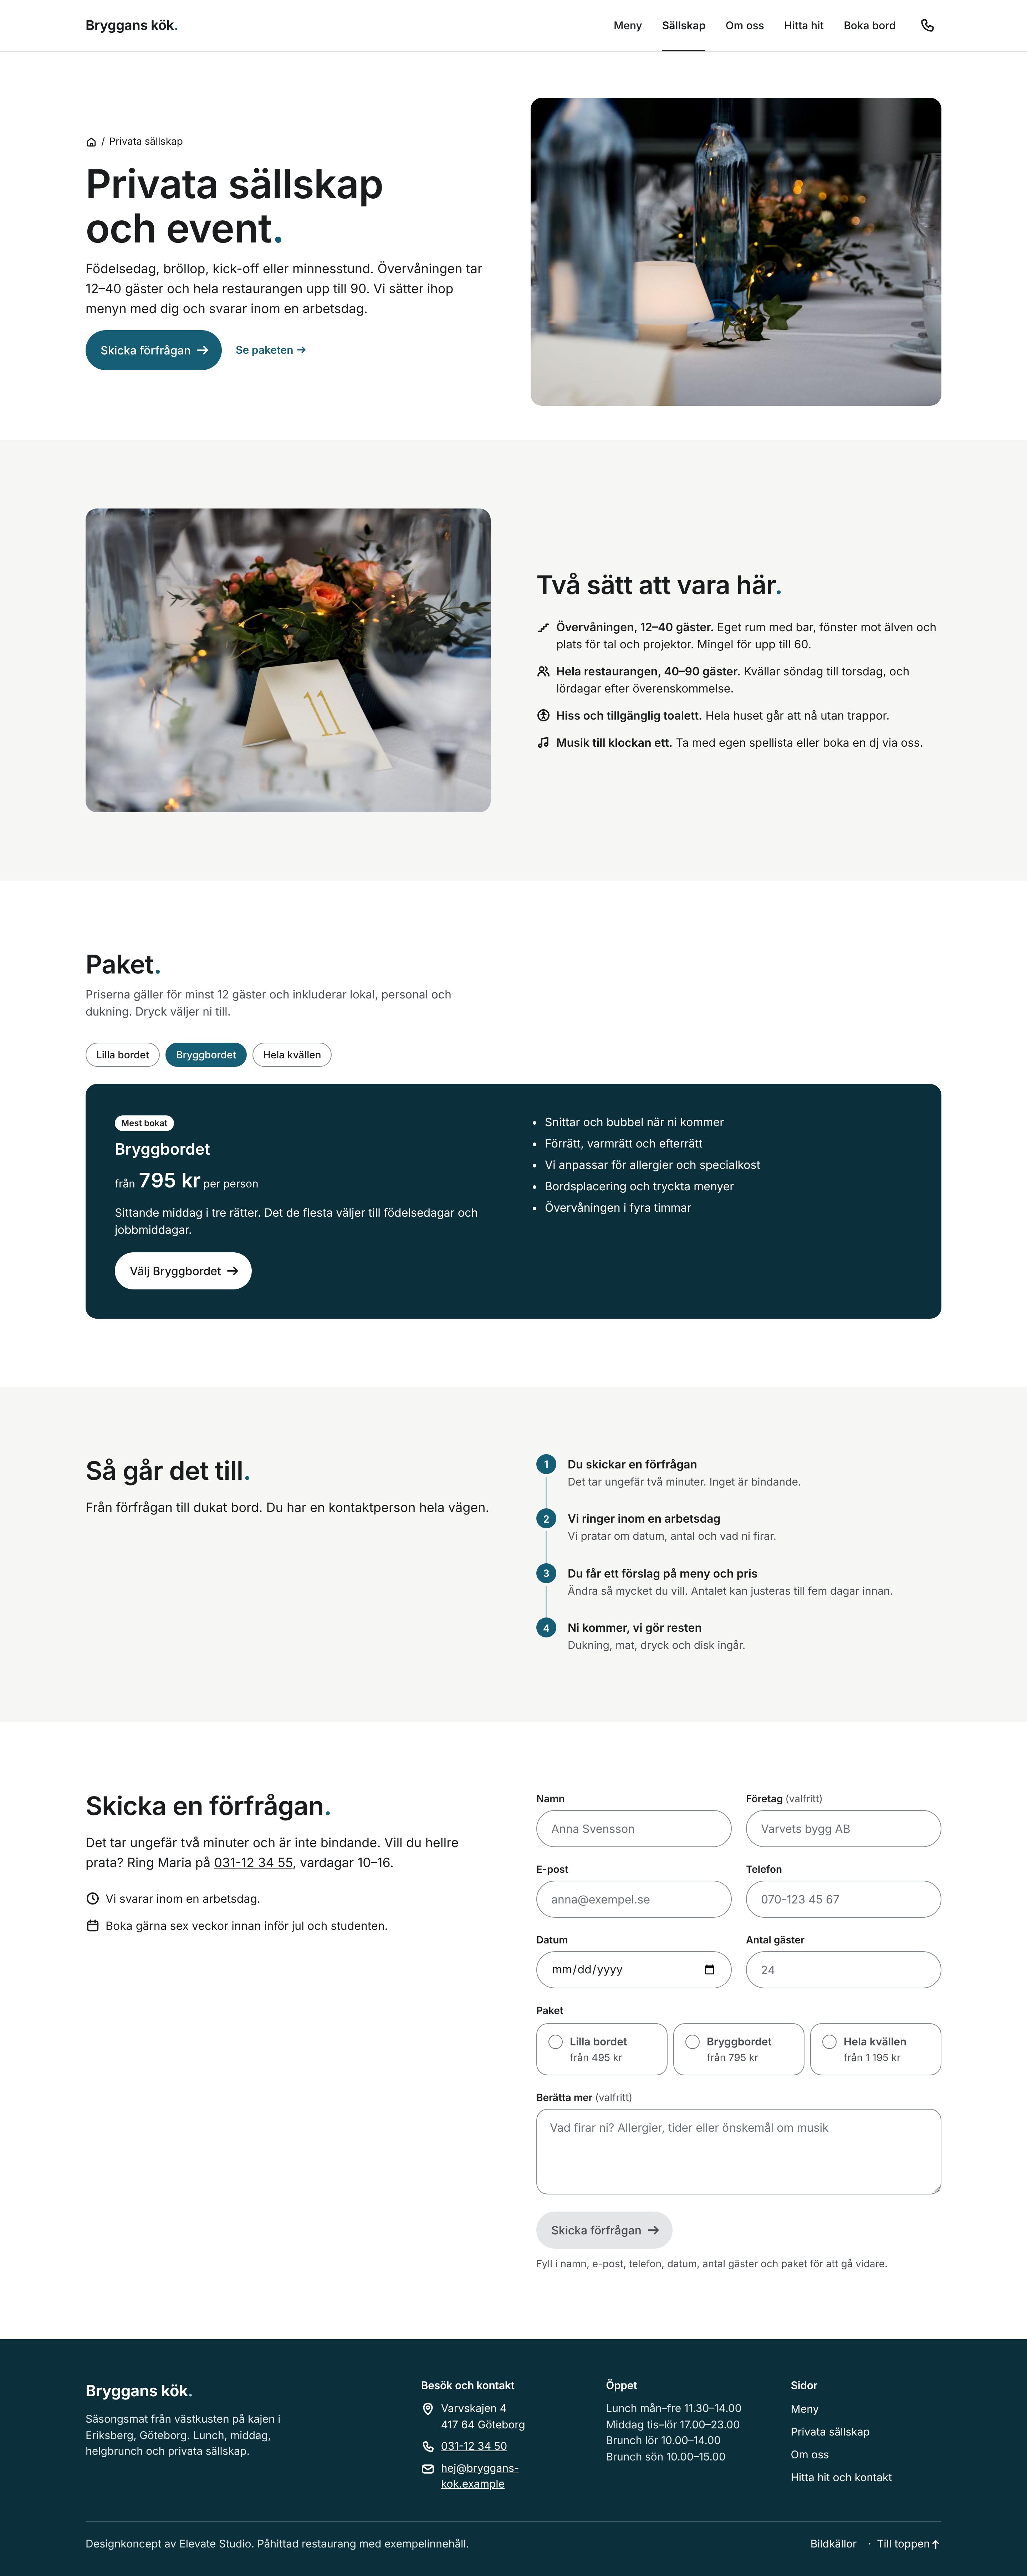 Bryggans kök.
Meny
Sällskap
Om oss
Hitta hit
Boka bord
/ Privata sällskap
Privata sällskap
och event.
Födelsedag, bröllop, kick-off eller minnesstund. Övervåningen tar
12–40 gäster och hela restaurangen upp till 90. Vi sätter ihop
menyn med dig och svarar inom en arbetsdag.
Skicka förfrågan →
Se paketen →
11
Två sätt att vara här.
Övervåningen, 12–40 gäster. Eget rum med bar, fönster mot älven och
plats för tal och projektor. Mingel för upp till 60.
Hela restaurangen, 40–90 gäster. Kvällar söndag till torsdag, och
lördagar efter överenskommelse.
Hiss och tillgänglig toalett. Hela huset går att nå utan trappor.
Musik till klockan ett. Ta med egen spellista eller boka en dj via oss.
Paket.
Priserna gäller för minst 12 gäster och inkluderar lokal, personal och
dukning. Dryck väljer ni till.
Lilla bordet
Bryggbordet
Hela kvällen
Mest bokat
Bryggbordet
från 795 kr per person
Sittande middag i tre rätter. Det de flesta väljer till födelsedagar och
jobbmiddagar.
Välj Bryggbordet →
• Snittar och bubbel när ni kommer
• Förrätt, varmrätt och efterrätt
• Vi anpassar för allergier och specialkost
• Bordsplacering och tryckta menyer
• Övervåningen i fyra timmar
Så går det till.
Från förfrågan till dukat bord. Du har en kontaktperson hela vägen.
1 Du skickar en förfrågan
Det tar ungefär två minuter. Inget är bindande.
2 Vi ringer inom en arbetsdag
Vi pratar om datum, antal och vad ni firar.
3 Du får ett förslag på meny och pris
Ändra så mycket du vill. Antalet kan justeras till fem dagar innan.
4 Ni kommer, vi gör resten
Dukning, mat, dryck och disk ingår.
Skicka en förfrågan.
Det tar ungefär två minuter och är inte bindande. Vill du hellre
prata? Ring Maria på 031-12 34 55, vardagar 10–16.
Vi svarar inom en arbetsdag.
Boka gärna sex veckor innan inför jul och studenten.
Namn
Anna Svensson
Företag (valfritt)
Varvets bygg AB
E-post
anna@exempel.se
Telefon
070-123 45 67
Datum
mm/dd/yyyy
Antal gäster
24
Paket
Lilla bordet
från 495 kr
Bryggbordet
från 795 kr
Hela kvällen
från 1 195 kr
Berätta mer (valfritt)
Vad firar ni? Allergier, tider eller önskemål om musik
Skicka förfrågan →
Fyll i namn, e-post, telefon, datum, antal gäster och paket för att gå vidare.
Bryggans kök.
Säsongsmat från västkusten på kajen i
Eriksberg, Göteborg. Lunch, middag,
helgbrunch och privata sällskap.
Besök och kontakt
Varvskajen 4
417 64 Göteborg
031-12 34 50
hej@bryggans-
kok.example
Öppet
Lunch mån–fre 11.30–14.00
Middag tis–lör 17.00–23.00
Brunch lör 10.00–14.00
Brunch sön 10.00–15.00
Sidor
Meny
Privata sällskap
Om oss
Hitta hit och kontakt
Designkoncept av Elevate Studio. Påhittad restaurang med exempelinnehåll.
Bildkällor · Till toppen ↑